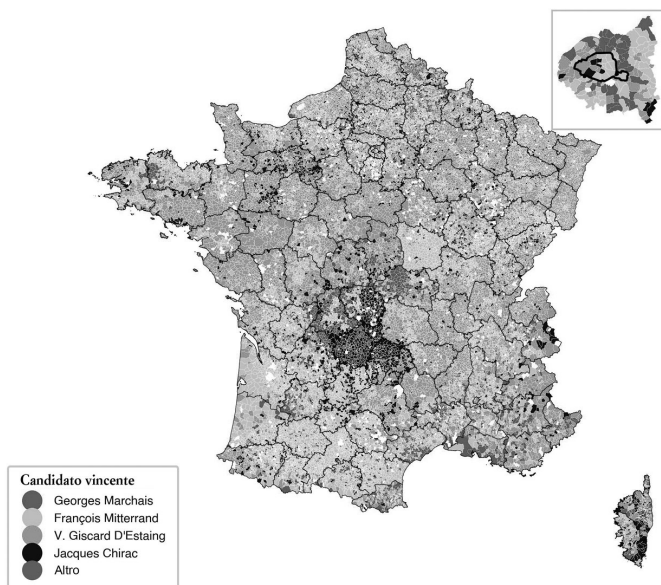 Candidato vincente
Georges Marchais
François Mitterrand
V. Giscard D'Estaing
Jacques Chirac
Altro